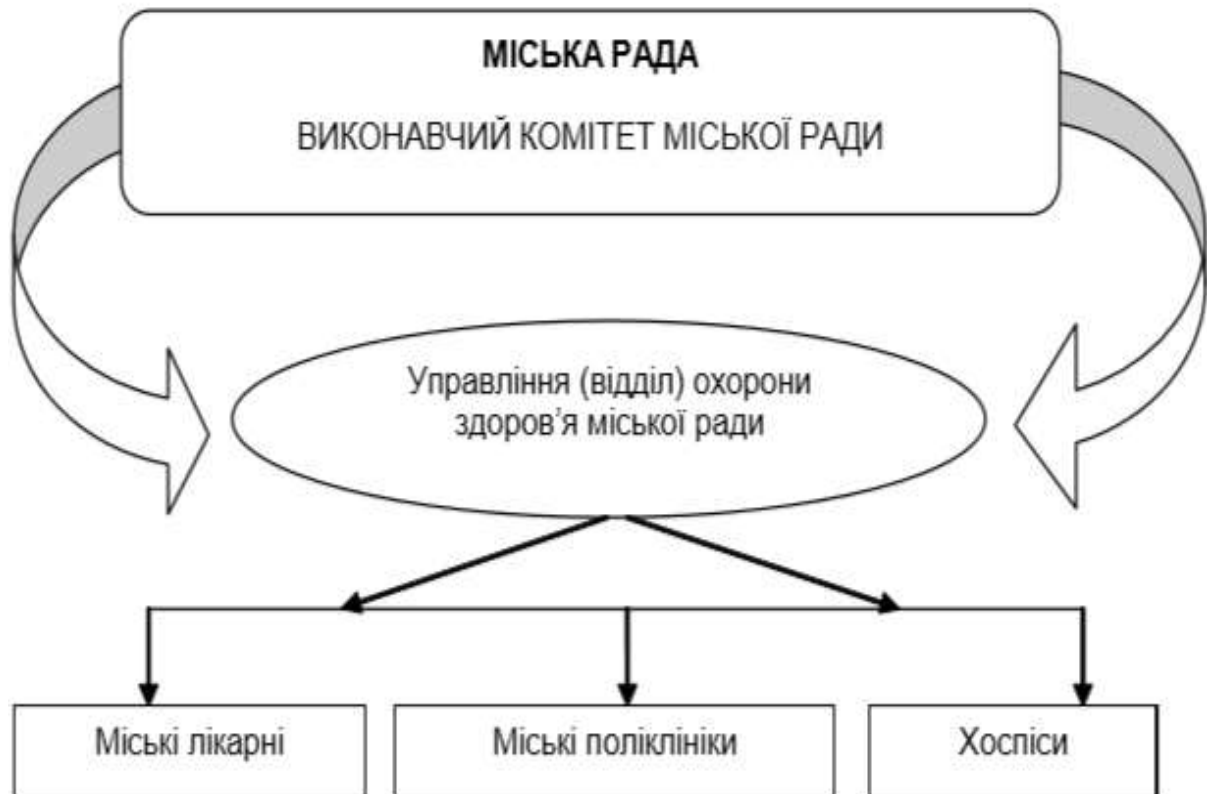 МІСЬКА РАДА
ВИКОНАВЧИЙ КОМІТЕТ МІСЬКОЇ РАДИ
Управління (відділ) охорони
здоров’я міської ради
Міські лікарні
Міські поліклініки
Хоспіси